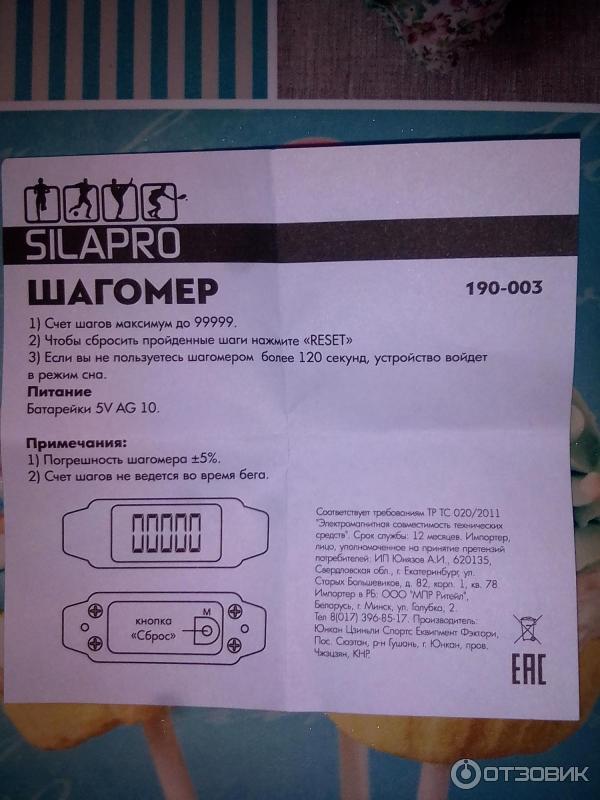 SILAPRO
ШАГОМЕР
190-003
1) Счет шагов максимум до 99999.
2) Чтобы сбросить пройденные шаги нажмите «RESET»
3) Если вы не пользуетесь шагомером более 120 секунд, устройство войдет
в режим сна.
Питание
Батарейки 5V AG 10.
Примечания:
1) Погрешность шагомера ±5%.
2) Счет шагов не ведется во время бега.
00000
кнопка
«Сброс»
M
Соответствует требованиям ТР ТС 020/2011
"Электромагнитная совместимость технических
средств". Срок службы: 12 месяцев. Импортер,
лицо, уполномоченное на принятие претензий
потребителей: ИП Юнязов А.И., 620135,
Свердловская обл., г. Екатеринбург, ул.
Старых Большевиков, д. 82, корп. 1, кв. 78
Импортер в РБ: ООО "МПР Ритейл",
Беларусь, г. Минск, ул. Голубка, 2.
Тел 8(017) 396-85-17. Производитель:
Юнкан Цзиньли Спортс Еквипмент Фэктори,
Пос. Сюэтан, р-н Гушань, г. Юнкан, пров.
Чжэцзян, КНР.
EAC
ОТЗОВИК